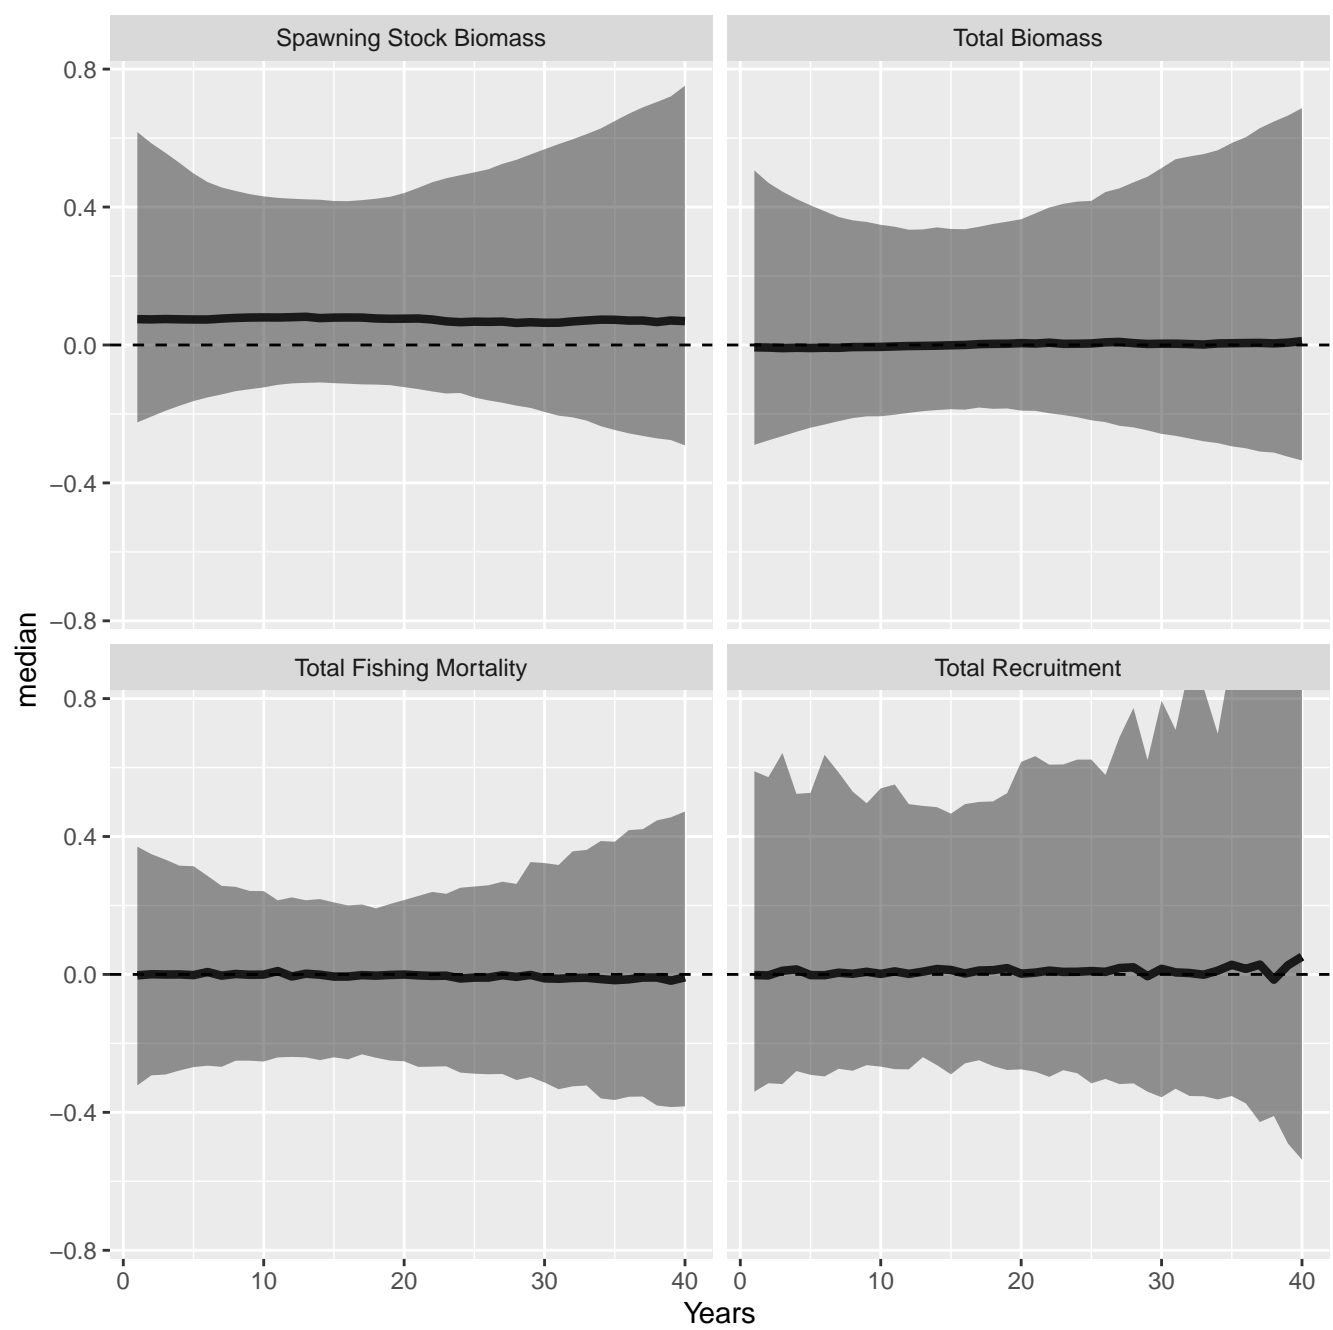 Spawning Stock Biomass
Total Biomass
0.8
0.4
0.0
−0.4
−0.8
median
Total Fishing Mortality
Total Recruitment
0.8
0.4
0.0
−0.4
−0.8
0 10 20 30 40
0 10 20 30 40
Years